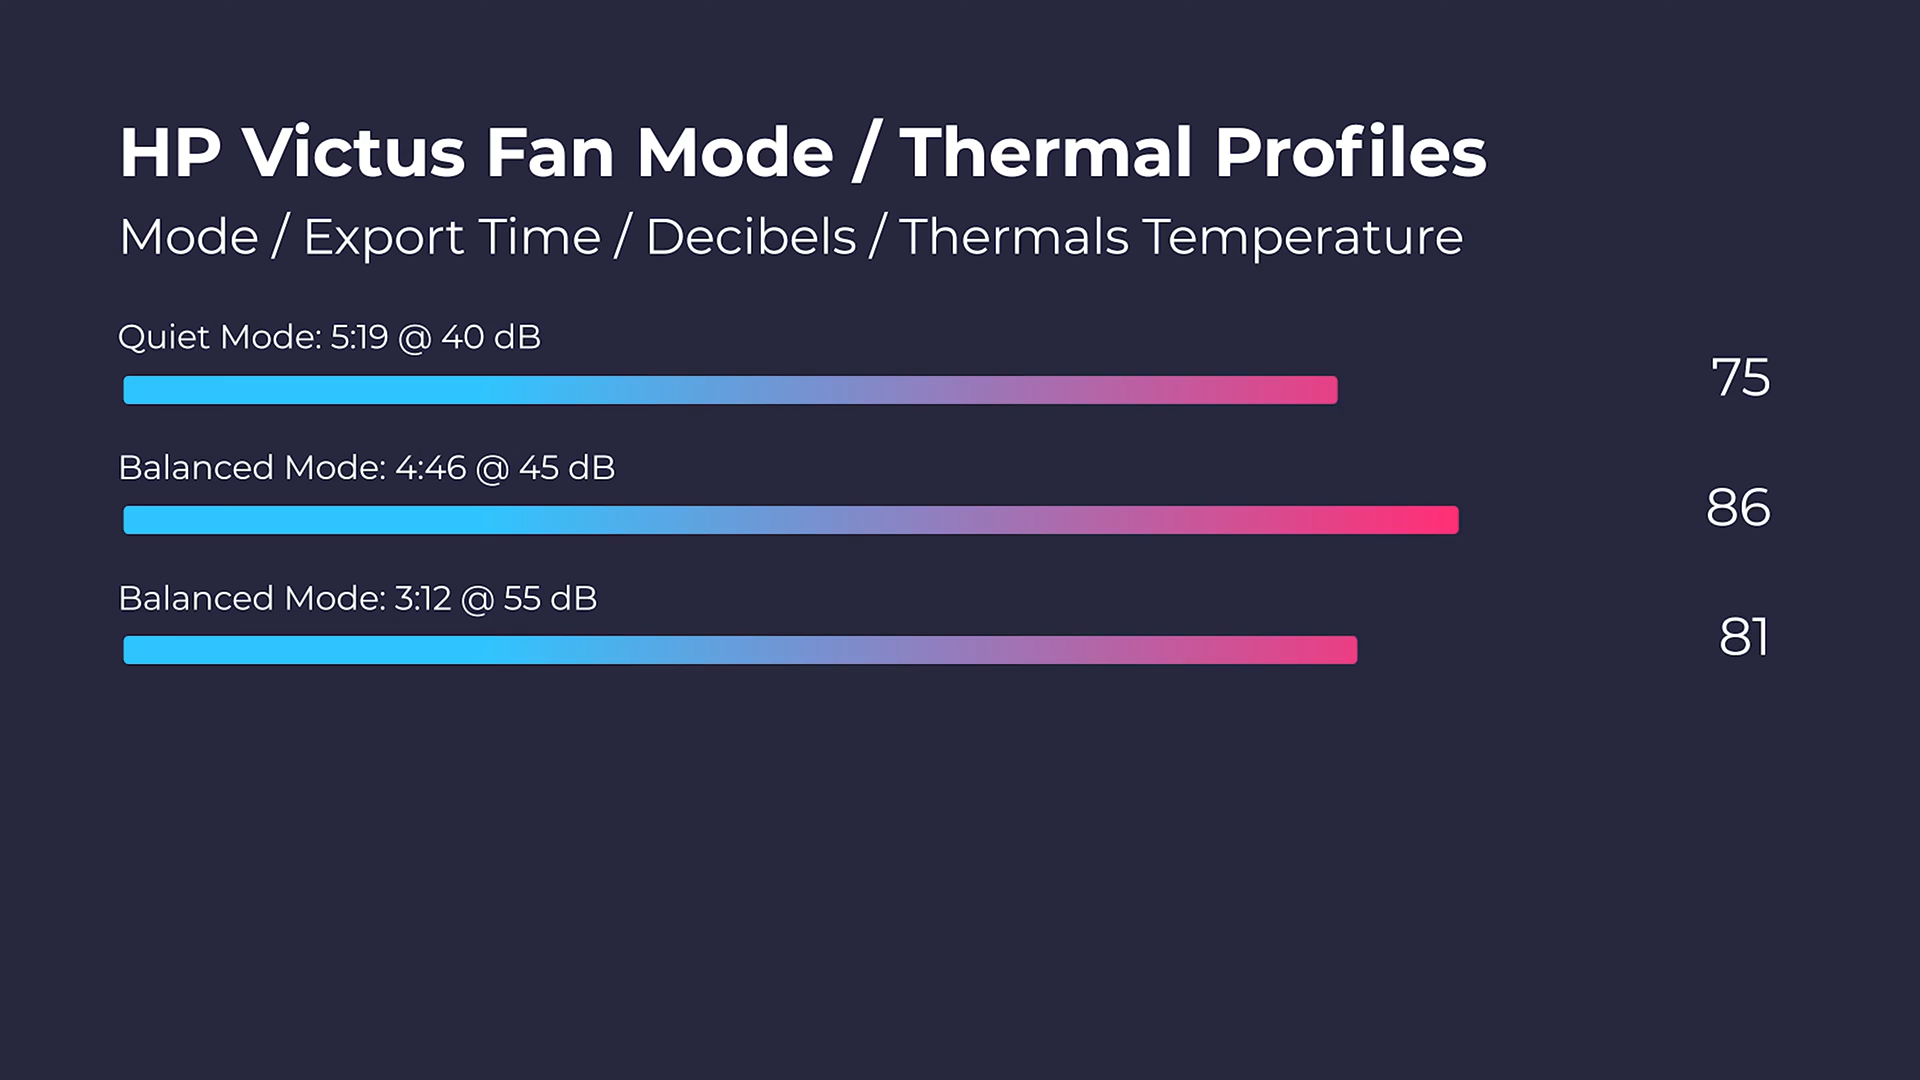 HP Victus Fan Mode / Thermal Profiles
Mode / Export Time / Decibels / Thermals Temperature
Quiet Mode: 5:19 @ 40 dB
75
Balanced Mode: 4:46 @ 45 dB
86
Balanced Mode: 3:12 @ 55 dB
81